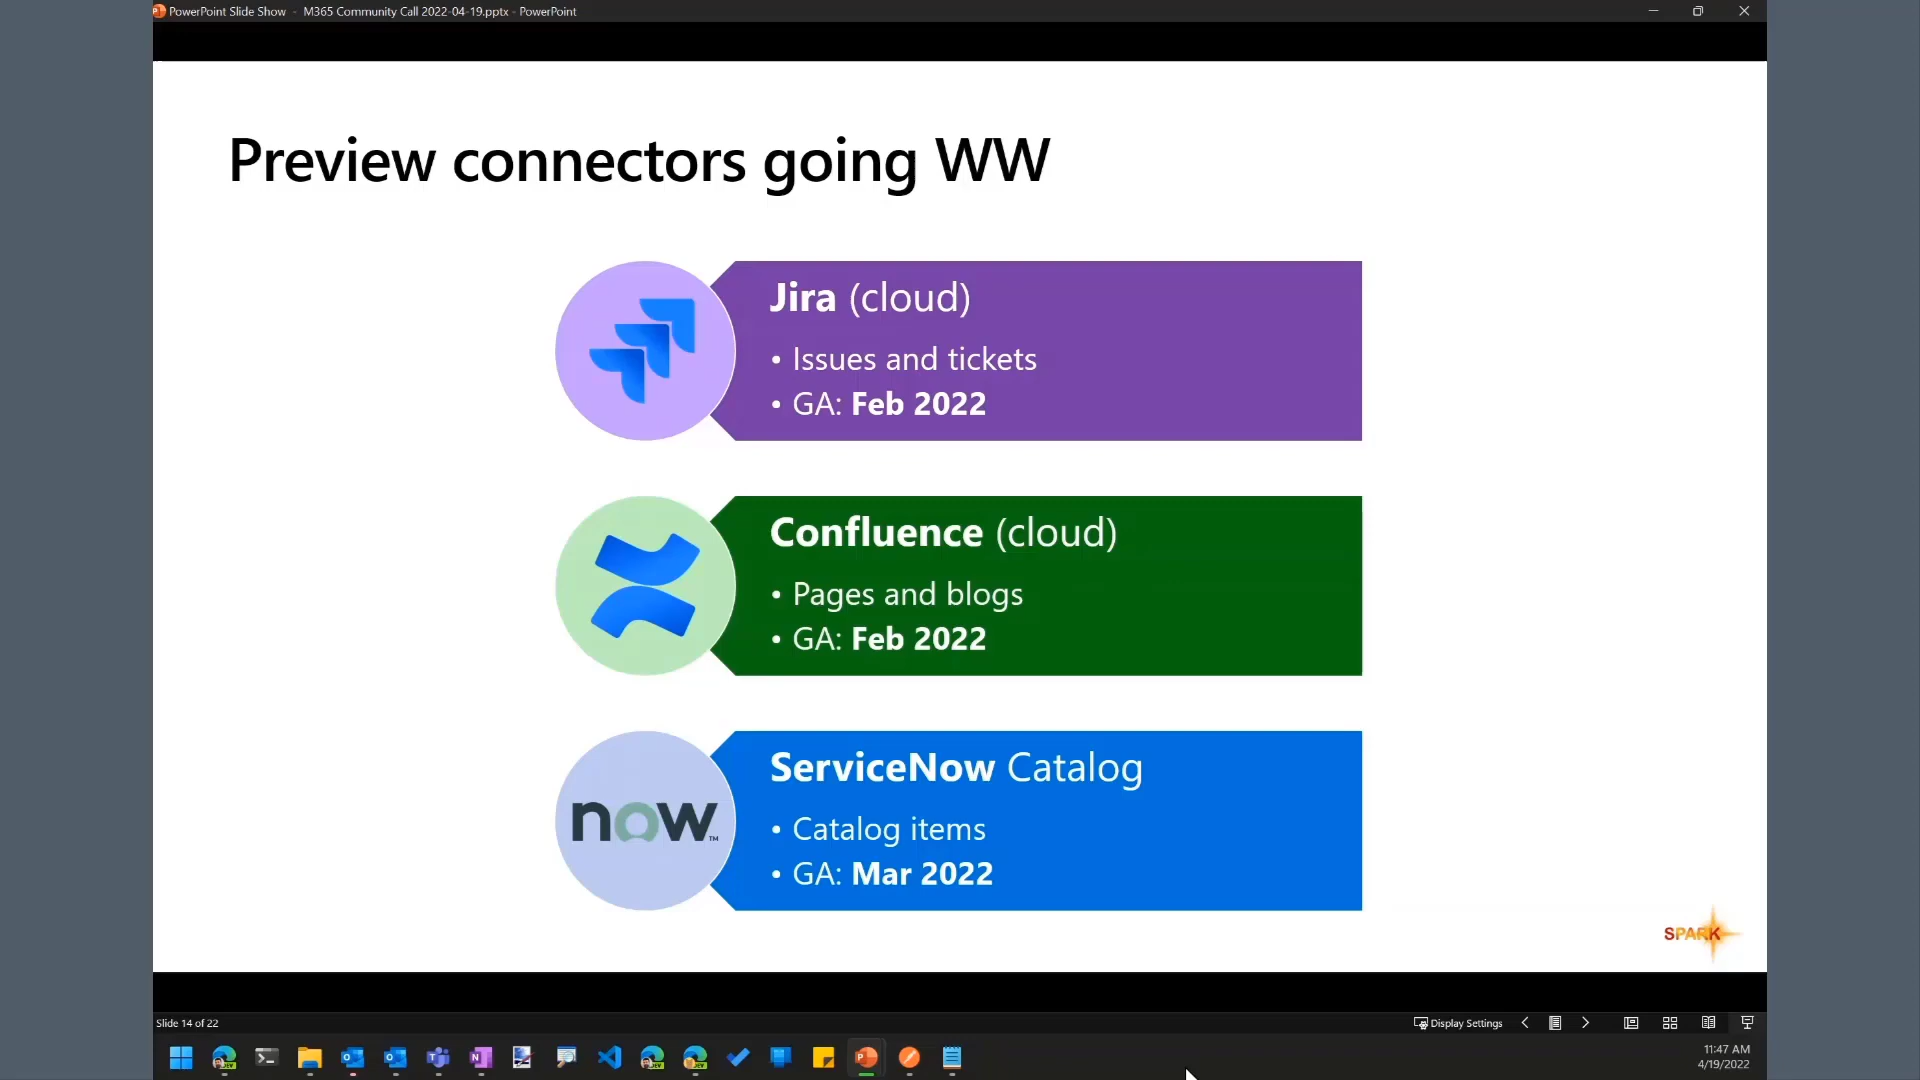 PowerPoint Slide Show - M365 Community Call 2022-04-19.pptx - PowerPoint
Preview connectors going WW
Jira (cloud)
• Issues and tickets
• GA: Feb 2022
Confluence (cloud)
• Pages and blogs
• GA: Feb 2022
now™
ServiceNow Catalog
• Catalog items
• GA: Mar 2022
SPARK
Slide 14 of 22
Display Settings
11:47 AM
4/19/2022